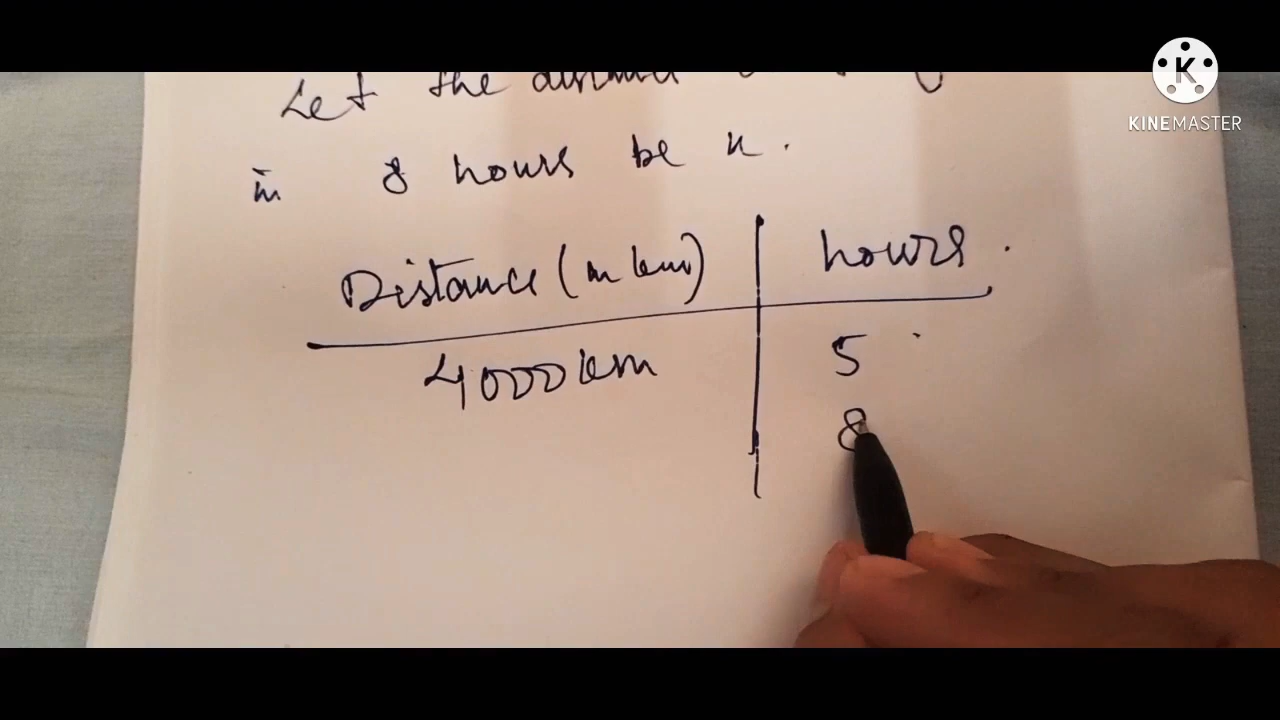 K
KINEMASTER
Let the
in 8 hours be x.
Distance (in km) hours.
4000 km 5
8